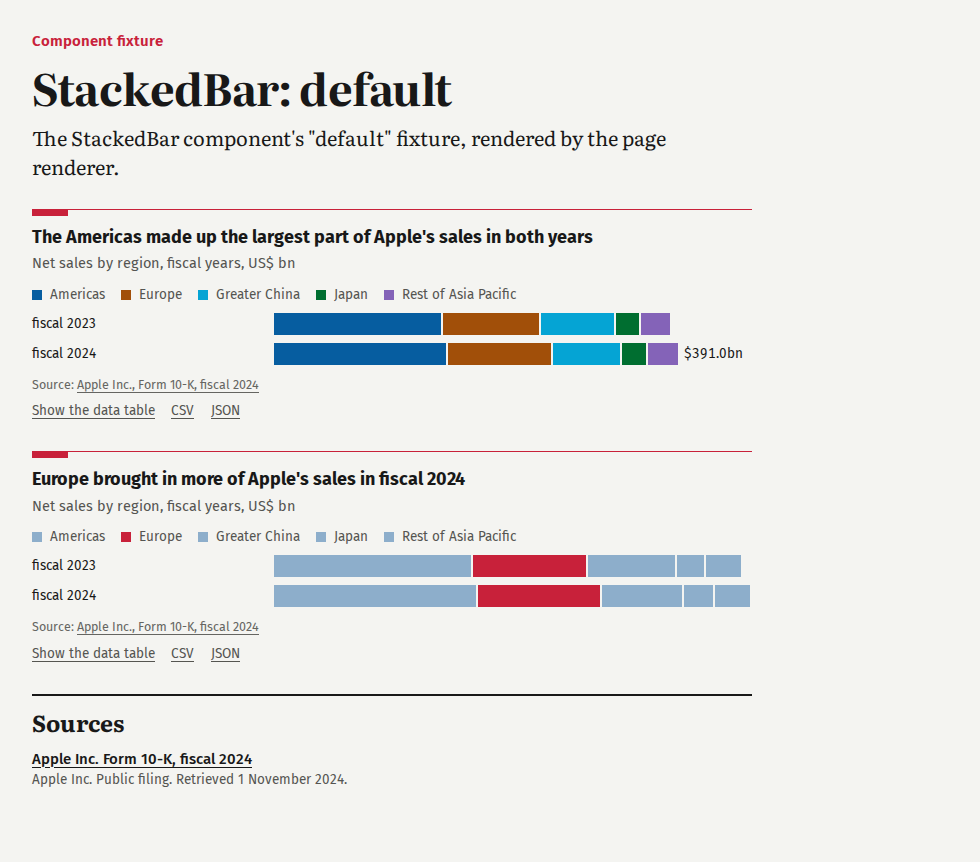 Component fixture
StackedBar: default
The StackedBar component's "default" fixture, rendered by the page
renderer.
The Americas made up the largest part of Apple's sales in both years
Net sales by region, fiscal years, US$ bn
Americas Europe Greater China Japan Rest of Asia Pacific
fiscal 2023
fiscal 2024 $391.0bn
Source: Apple Inc., Form 10-K, fiscal 2024
Show the data table CSV JSON
Europe brought in more of Apple's sales in fiscal 2024
Net sales by region, fiscal years, US$ bn
Americas Europe Greater China Japan Rest of Asia Pacific
fiscal 2023
fiscal 2024
Source: Apple Inc., Form 10-K, fiscal 2024
Show the data table CSV JSON
Sources
Apple Inc. Form 10-K, fiscal 2024
Apple Inc. Public filing. Retrieved 1 November 2024.